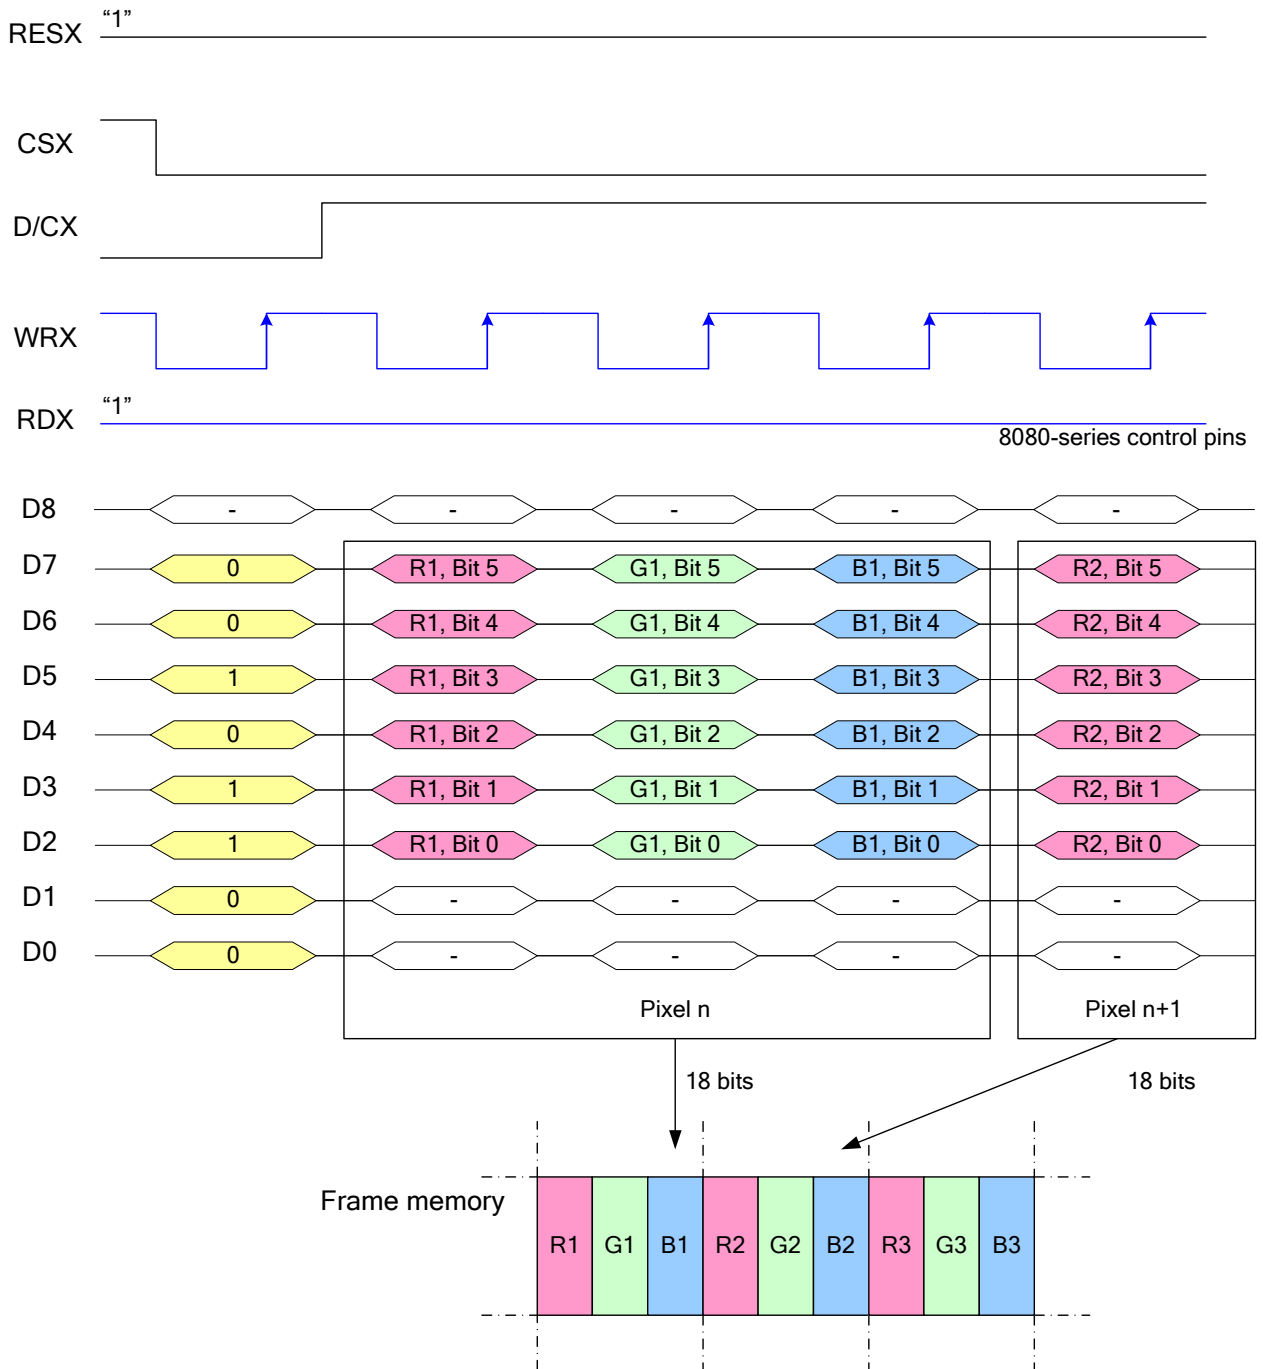 RESX “1”
CSX
D/CX
WRX
RDX “1”
8080-series control pins
D8 - - - - -
D7 0 R1, Bit 5 G1, Bit 5 B1, Bit 5 R2, Bit 5
D6 0 R1, Bit 4 G1, Bit 4 B1, Bit 4 R2, Bit 4
D5 1 R1, Bit 3 G1, Bit 3 B1, Bit 3 R2, Bit 3
D4 0 R1, Bit 2 G1, Bit 2 B1, Bit 2 R2, Bit 2
D3 1 R1, Bit 1 G1, Bit 1 B1, Bit 1 R2, Bit 1
D2 1 R1, Bit 0 G1, Bit 0 B1, Bit 0 R2, Bit 0
D1 0 - - - -
D0 0 - - - -
Pixel n Pixel n+1
18 bits 18 bits
Frame memory
R1 G1 B1 R2 G2 B2 R3 G3 B3